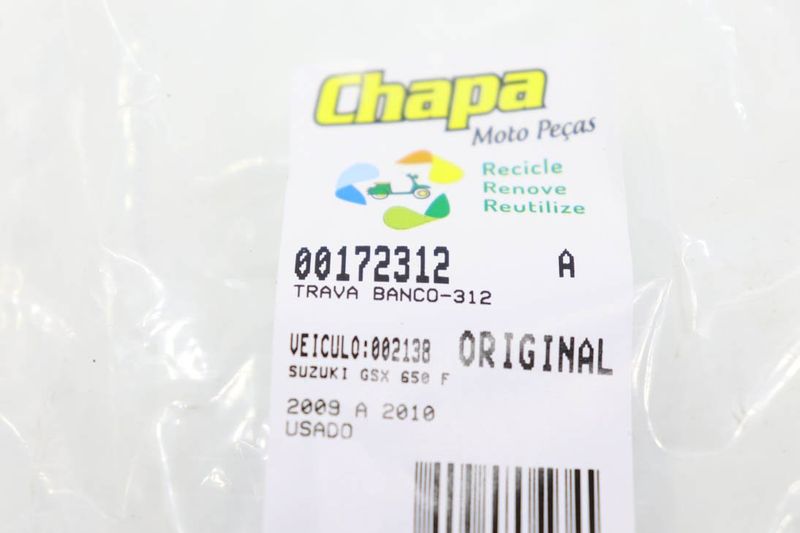 Chapa
Moto Peças
Recicle
Renove
Reutilize
00172312 A
TRAVA BANCO-312
VEICULO:002138 ORIGINAL
SUZUKI GSX 650 F
2009 A 2010
USADO